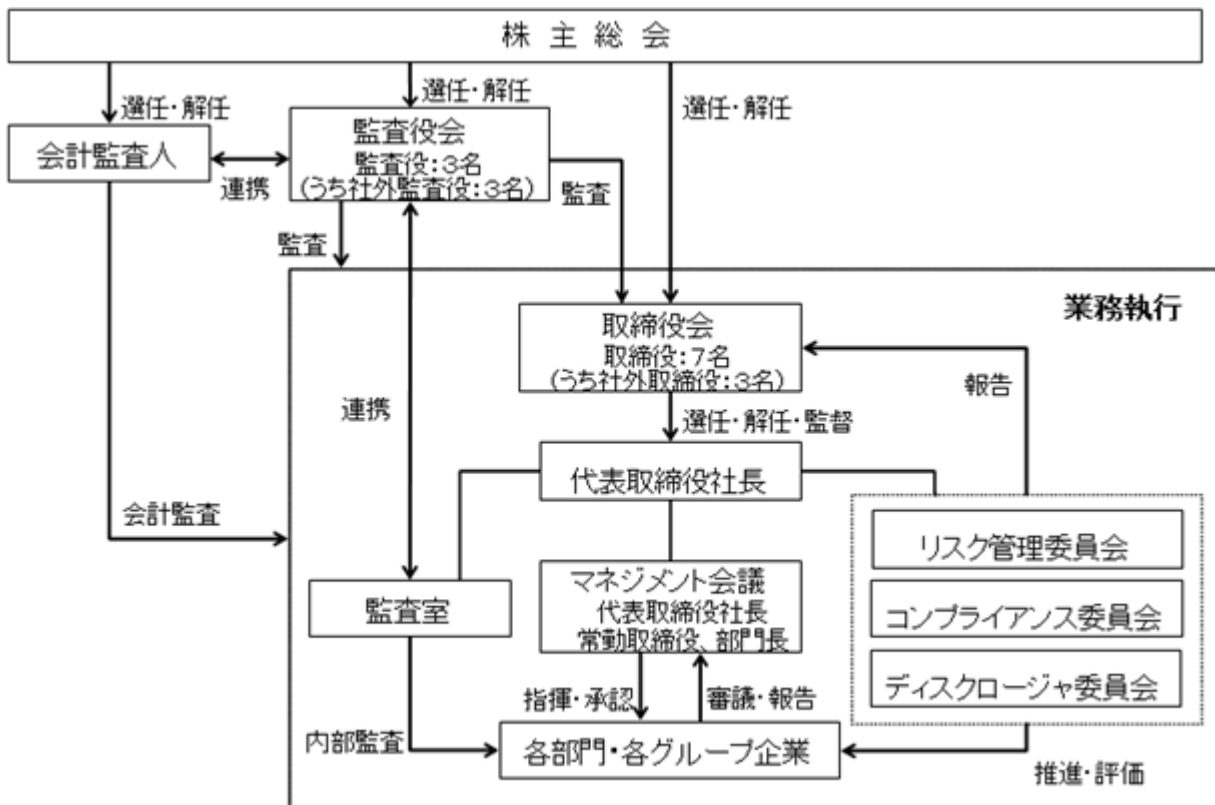 株主総会
選任・解任
選任・解任
選任・解任
会計監査人
連携
監査役会
監査役:3名
(うち社外監査役:3名)
監査
監査
業務執行
取締役会
取締役:7名
(うち社外取締役:3名)
報告
連携
選任・解任・監督
代表取締役社長
会計監査
リスク管理委員会
コンプライアンス委員会
ディスクロージャ委員会
監査室
マネジメント会議
代表取締役社長
常勤取締役、部門長
指揮・承認
審議・報告
内部監査
各部門・各グループ企業
推進・評価